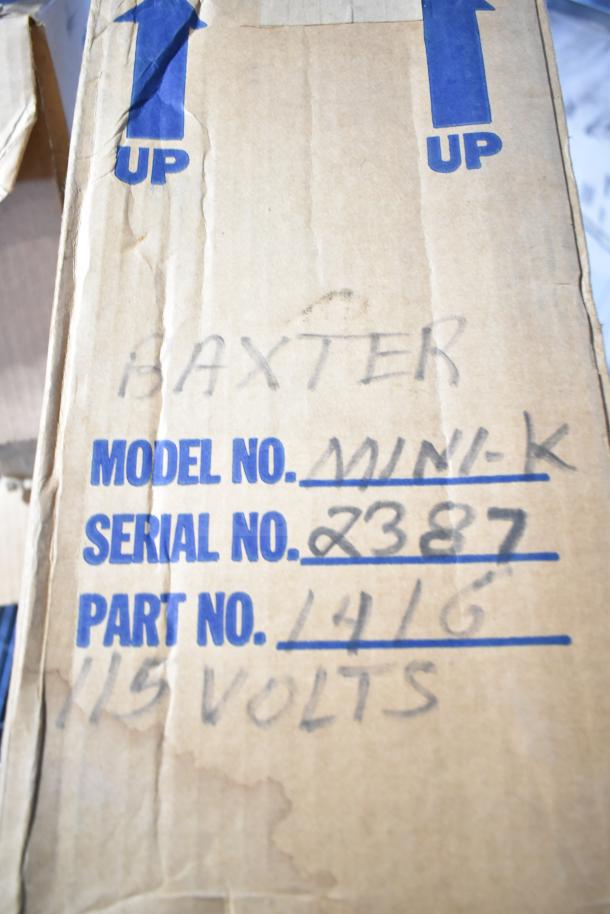 UP UP
BAXTER
MODEL NO. MINI-K
SERIAL NO. 2387
PART NO. 1416
115 VOLTS